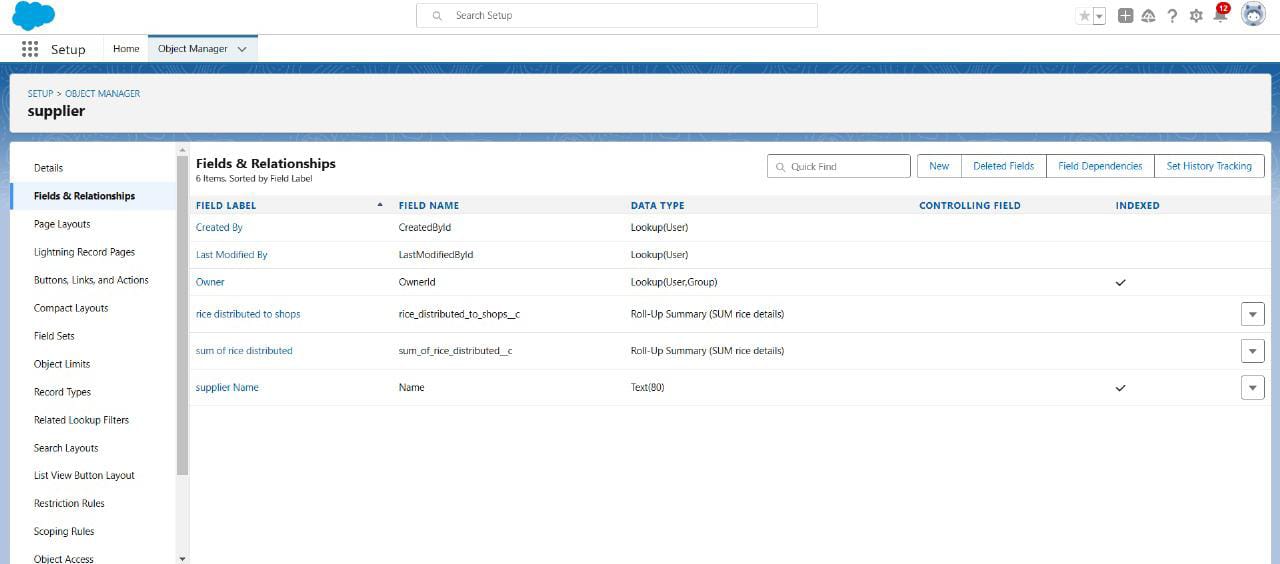 Search Setup
12
Setup
Home
Object Manager
SETUP > OBJECT MANAGER
supplier
Details
Fields & Relationships
Page Layouts
Lightning Record Pages
Buttons, Links, and Actions
Compact Layouts
Field Sets
Object Limits
Record Types
Related Lookup Filters
Search Layouts
List View Button Layout
Restriction Rules
Scoping Rules
Object Access
Fields & Relationships
6 Items. Sorted by Field Label
Quick Find
New
Deleted Fields
Field Dependencies
Set History Tracking
FIELD LABEL FIELD NAME DATA TYPE CONTROLLING FIELD INDEXED
Created By CreatedById Lookup(User)
Last Modified By LastModifiedById Lookup(User)
Owner OwnerId Lookup(User,Group)
rice distributed to shops rice_distributed_to_shops__c Roll-Up Summary (SUM rice details)
sum of rice distributed sum_of_rice_distributed__c Roll-Up Summary (SUM rice details)
supplier Name Name Text(80)